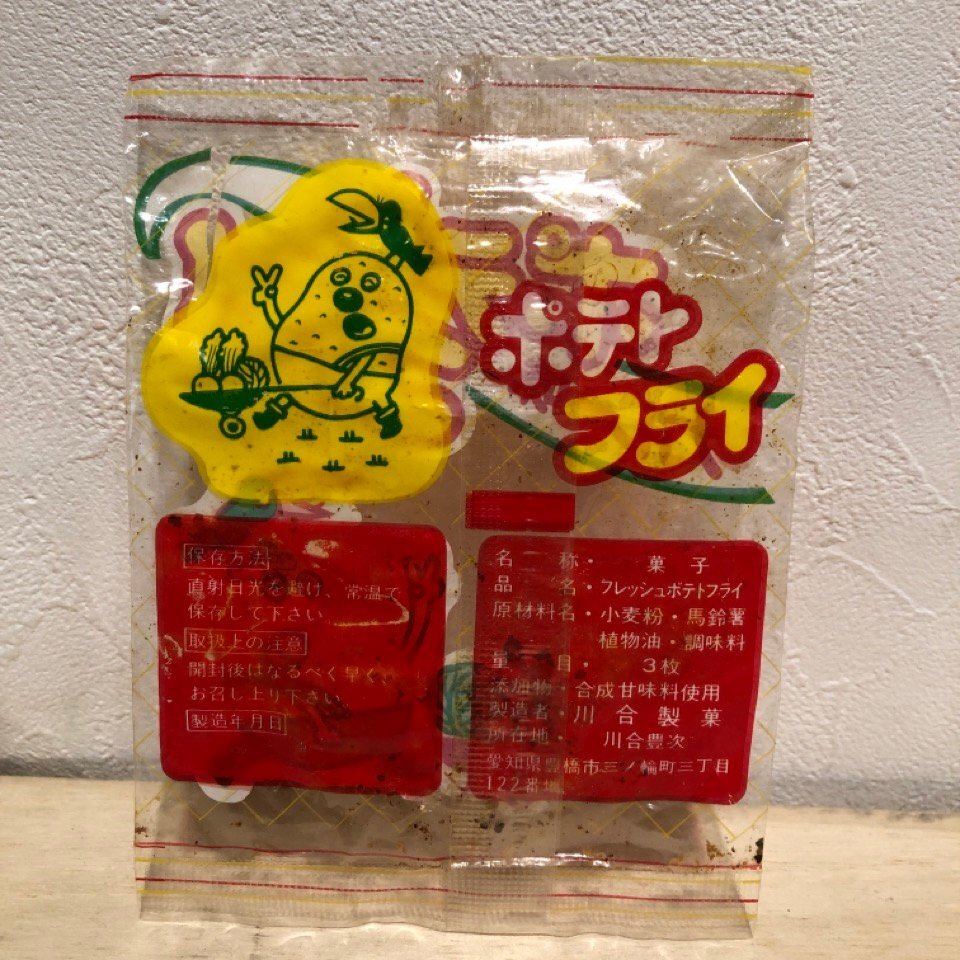 ポテト
フライ
保存方法
直射日光を避け、常温で
保存して下さい
取扱上の注意
開封後はなるべく早く
お召し上り下さい
製造年月日
名称・菓子
品名・フレッシュポテトフライ
原材料名・小麦粉・馬鈴薯
植物油・調味料
量目・3枚
添加物・合成甘味料使用
製造者・川合製菓
所在地・川合豊次
愛知県豊橋市三ノ輪町三丁目
122番地